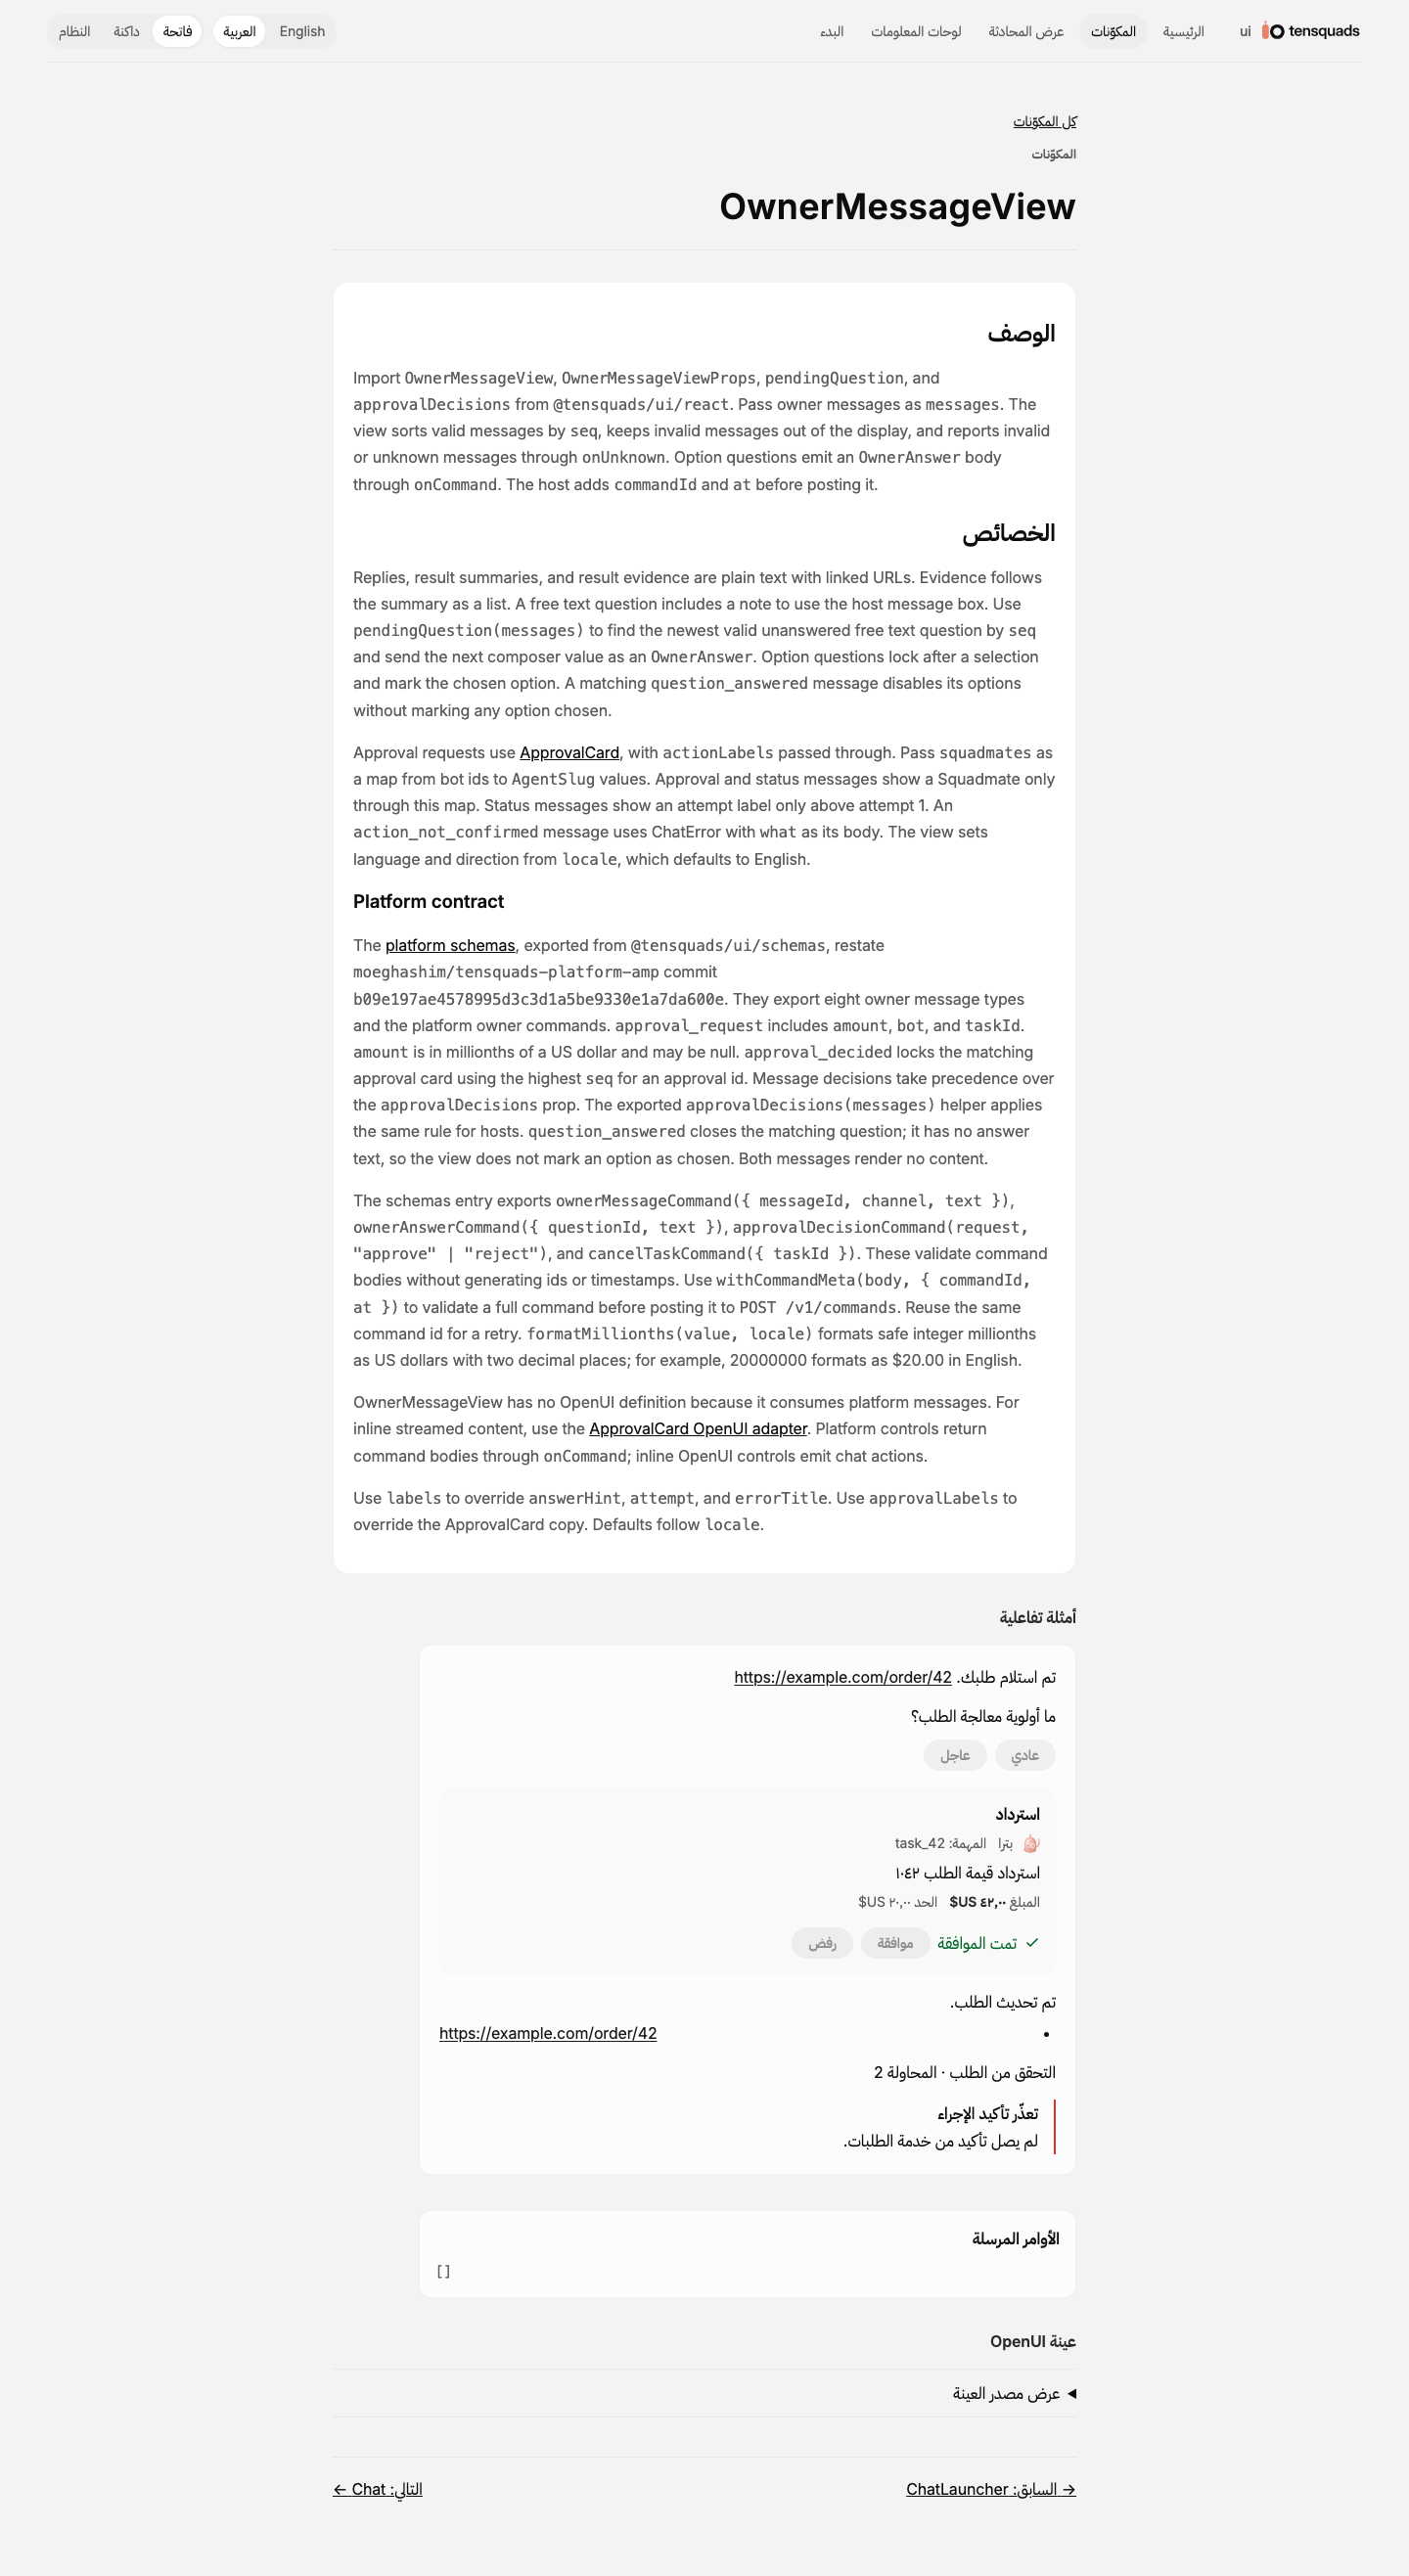 tensquads ui
الرئيسية
المكوّنات
عرض المحادثة
لوحات المعلومات
البدء
English
العربية
فاتحة
داكنة
النظام
كل المكوّنات
المكوّنات
OwnerMessageView
الوصف
Import OwnerMessageView, OwnerMessageViewProps, pendingQuestion, and
approvalDecisions from @tensquads/ui/react. Pass owner messages as messages. The
view sorts valid messages by seq, keeps invalid messages out of the display, and reports invalid
or unknown messages through onUnknown. Option questions emit an OwnerAnswer body
through onCommand. The host adds commandId and at before posting it.
الخصائص
Replies, result summaries, and result evidence are plain text with linked URLs. Evidence follows
the summary as a list. A free text question includes a note to use the host message box. Use
pendingQuestion(messages) to find the newest valid unanswered free text question by seq
and send the next composer value as an OwnerAnswer. Option questions lock after a selection
and mark the chosen option. A matching question_answered message disables its options
without marking any option chosen.
Approval requests use ApprovalCard, with actionLabels passed through. Pass squadmates as
a map from bot ids to AgentSlug values. Approval and status messages show a Squadmate only
through this map. Status messages show an attempt label only above attempt 1. An
action_not_confirmed message uses ChatError with what as its body. The view sets
language and direction from locale, which defaults to English.
Platform contract
The platform schemas, exported from @tensquads/ui/schemas, restate
moeghashim/tensquads-platform-amp commit
b09e197ae4578995d3c3d1a5be9330e1a7da600e. They export eight owner message types
and the platform owner commands. approval_request includes amount, bot, and taskId.
amount is in millionths of a US dollar and may be null. approval_decided locks the matching
approval card using the highest seq for an approval id. Message decisions take precedence over
the approvalDecisions prop. The exported approvalDecisions(messages) helper applies
the same rule for hosts. question_answered closes the matching question; it has no answer
text, so the view does not mark an option as chosen. Both messages render no content.
The schemas entry exports ownerMessageCommand({ messageId, channel, text }),
ownerAnswerCommand({ questionId, text }), approvalDecisionCommand(request,
"approve" | "reject"), and cancelTaskCommand({ taskId }). These validate command
bodies without generating ids or timestamps. Use withCommandMeta(body, { commandId,
at }) to validate a full command before posting it to POST /v1/commands. Reuse the same
command id for a retry. formatMillionths(value, locale) formats safe integer millionths
as US dollars with two decimal places; for example, 20000000 formats as $20.00 in English.
OwnerMessageView has no OpenUI definition because it consumes platform messages. For
inline streamed content, use the ApprovalCard OpenUI adapter. Platform controls return
command bodies through onCommand; inline OpenUI controls emit chat actions.
Use labels to override answerHint, attempt, and errorTitle. Use approvalLabels to
override the ApprovalCard copy. Defaults follow locale.
أمثلة تفاعلية
تم استلام طلبك. https://example.com/order/42
ما أولوية معالجة الطلب؟
عادي
عاجل
استرداد
بترا المهمة: task_42
استرداد قيمة الطلب ١٠٤٢
المبلغ ٤٢,٠٠ US$ الحد ٢٠,٠٠ US$
تمت الموافقة
موافقة
رفض
تم تحديث الطلب.
• https://example.com/order/42
التحقق من الطلب · المحاولة 2
تعذّر تأكيد الإجراء
لم يصل تأكيد من خدمة الطلبات.
الأوامر المرسلة
[]
عينة OpenUI
عرض مصدر العينة
→ السابق: ChatLauncher
التالي: Chat ←